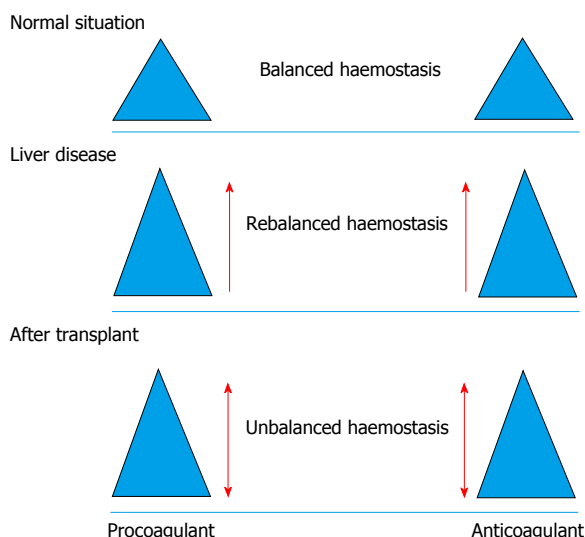 Normal situation
Balanced haemostasis
Liver disease
Rebalanced haemostasis
After transplant
Unbalanced haemostasis
Procoagulant Anticoagulant